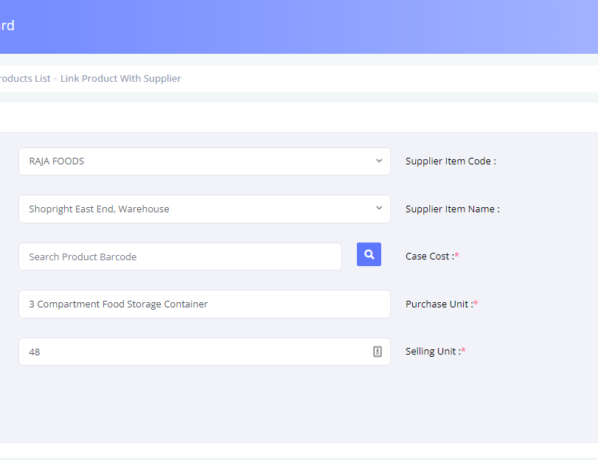 rd
roducts List - Link Product With Supplier
RAJA FOODS
Supplier Item Code :
Shopright East End, Warehouse
Supplier Item Name :
Search Product Barcode
Case Cost :*
3 Compartment Food Storage Container
Purchase Unit :*
48
Selling Unit :*